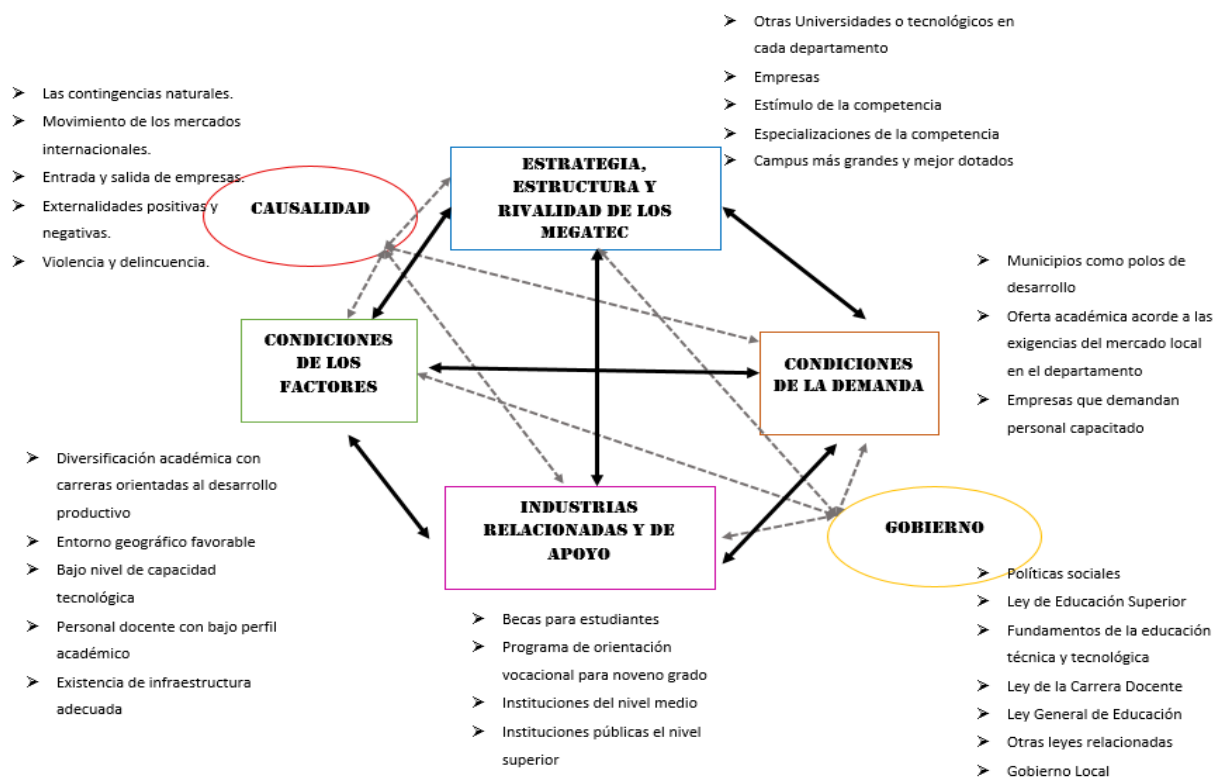 ➤ Otras Universidades o tecnológicos en
cada departamento
➤ Empresas
➤ Estímulo de la competencia
➤ Especializaciones de la competencia
➤ Campus más grandes y mejor dotados
➤ Las contingencias naturales.
➤ Movimiento de los mercados
internacionales.
➤ Entrada y salida de empresas.
➤ Externalidades positivas y
negativas.
➤ Violencia y delincuencia.
CAUSALIDAD
ESTRATEGIA,
ESTRUCTURA Y
RIVALIDAD DE LOS
MEGATEC
➤ Municipios como polos de
desarrollo
➤ Oferta académica acorde a las
exigencias del mercado local
en el departamento
➤ Empresas que demandan
personal capacitado
CONDICIONES
DE LOS
FACTORES
CONDICIONES
DE LA DEMANDA
➤ Diversificación académica con
carreras orientadas al desarrollo
productivo
➤ Entorno geográfico favorable
➤ Bajo nivel de capacidad
tecnológica
➤ Personal docente con bajo perfil
académico
➤ Existencia de infraestructura
adecuada
INDUSTRIAS
RELACIONADAS Y DE
APOYO
GOBIERNO
➤ Becas para estudiantes
➤ Programa de orientación
vocacional para noveno grado
➤ Instituciones del nivel medio
➤ Instituciones públicas el nivel
superior
➤ Políticas sociales
➤ Ley de Educación Superior
➤ Fundamentos de la educación
técnica y tecnológica
➤ Ley de la Carrera Docente
➤ Ley General de Educación
➤ Otras leyes relacionadas
➤ Gobierno Local